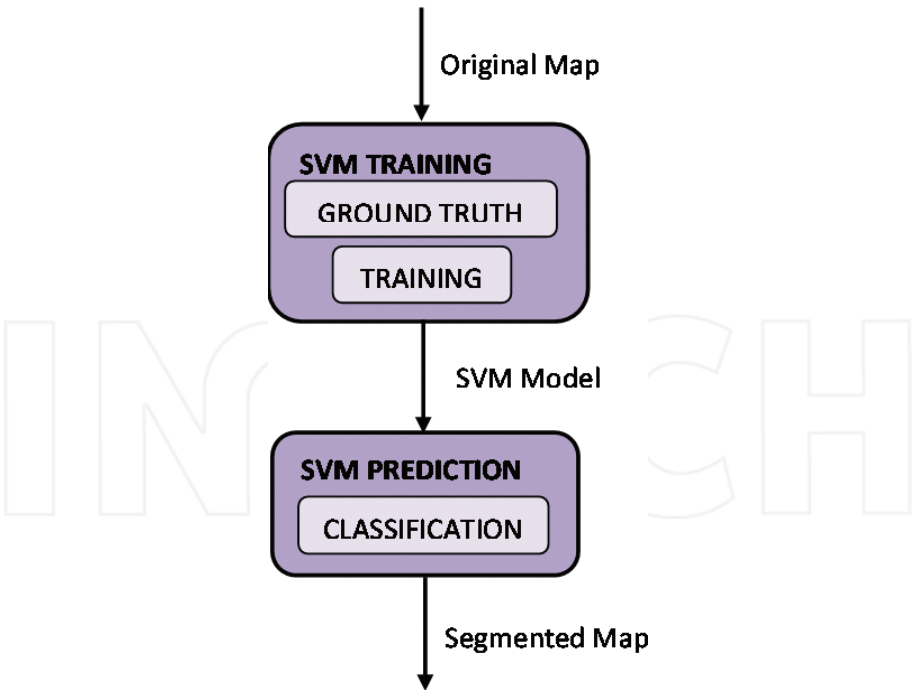 Original Map
SVM TRAINING
GROUND TRUTH
TRAINING
SVM Model
SVM PREDICTION
CLASSIFICATION
Segmented Map